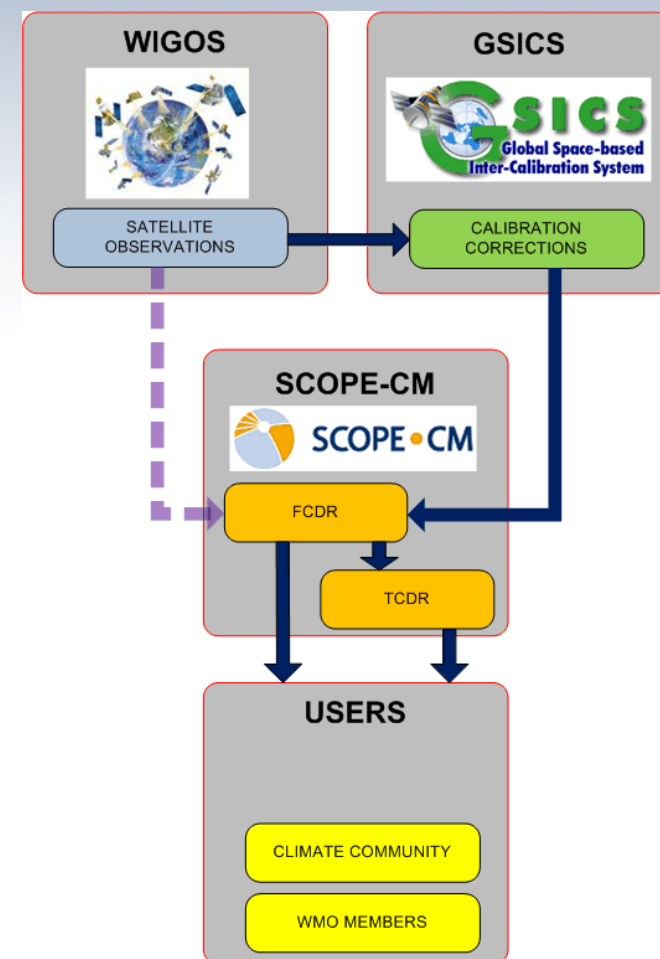 WIGOS
SATELLITE
OBSERVATIONS
GSICS
GSICS
Global Space-based
Inter-Calibration System
CALIBRATION
CORRECTIONS
SCOPE-CM
SCOPE•CM
FCDR
TCDR
USERS
CLIMATE COMMUNITY
WMO MEMBERS